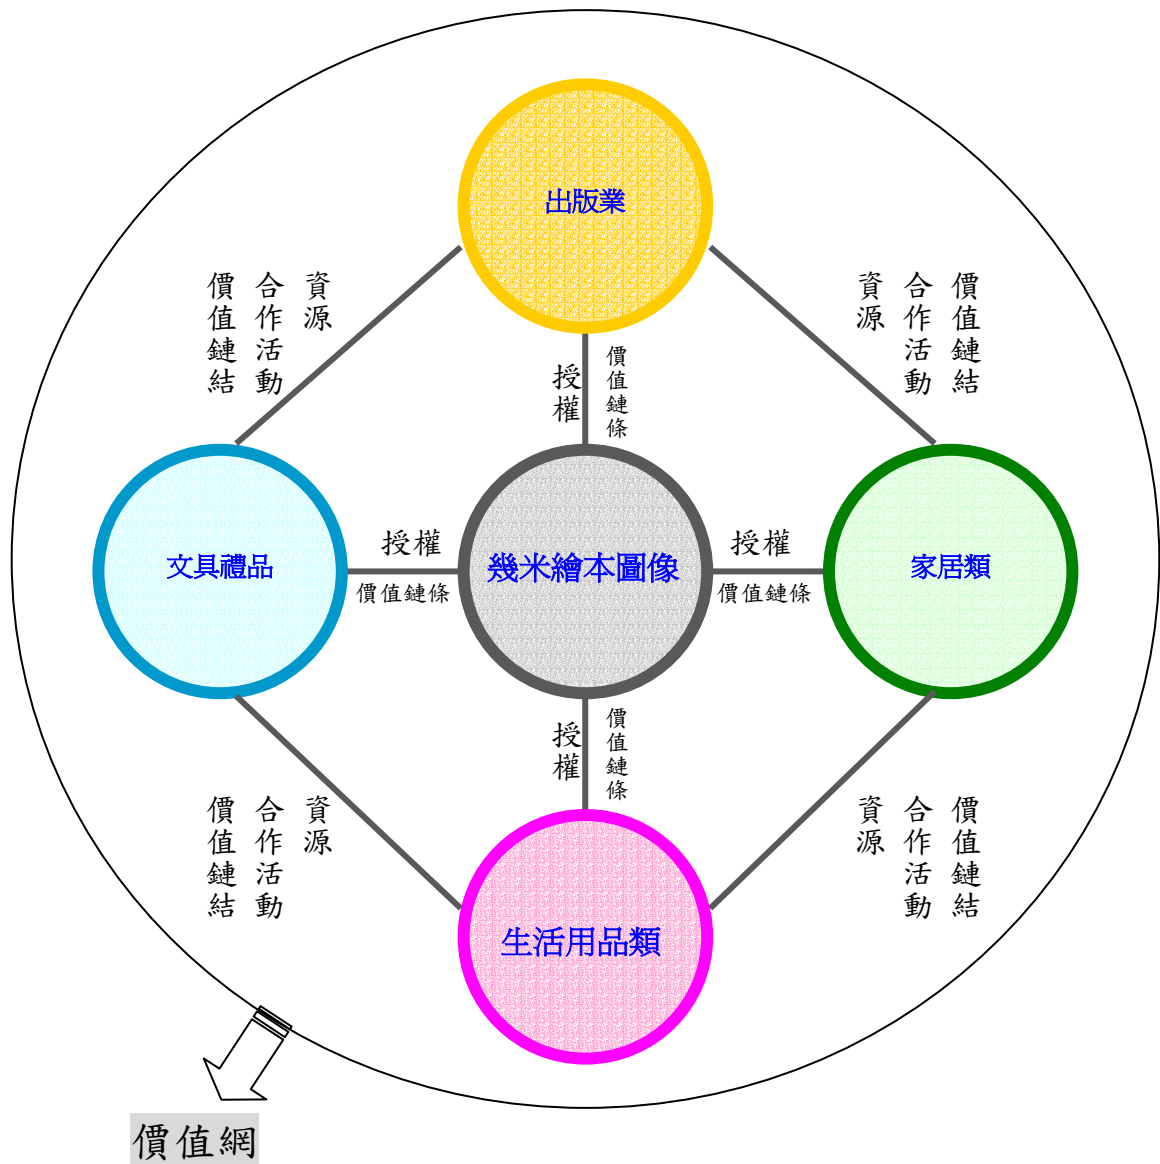 出版業
價值鏈結
合作活動
資源
資源
合作活動
價值鏈結
授權
價值鏈條
文具禮品
授權
價值鏈條
幾米繪本圖像
授權
價值鏈條
家居類
授權
價值鏈條
價值鏈結
合作活動
資源
資源
合作活動
價值鏈結
生活用品類
價值網